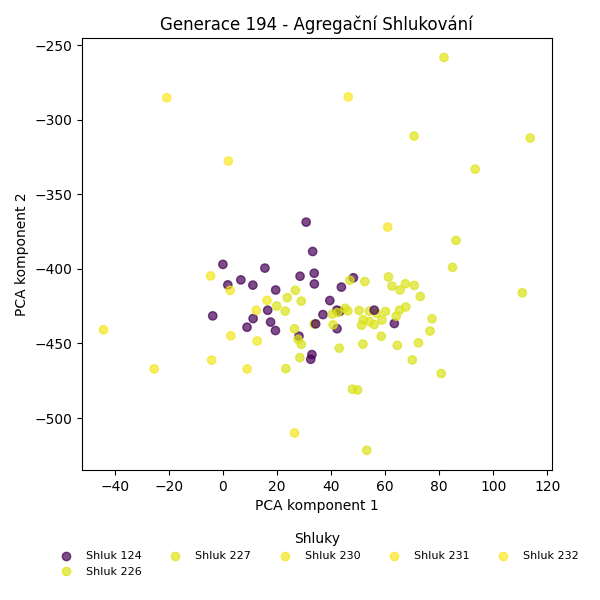 Generace 194 - Agregační Shlukování
−250
−300
−350
−400
−450
−500
PCA komponent 2
−40
−20
0
20
40
60
80
100
120
PCA komponent 1
Shluky
Shluk 124
Shluk 227
Shluk 230
Shluk 231
Shluk 232
Shluk 226